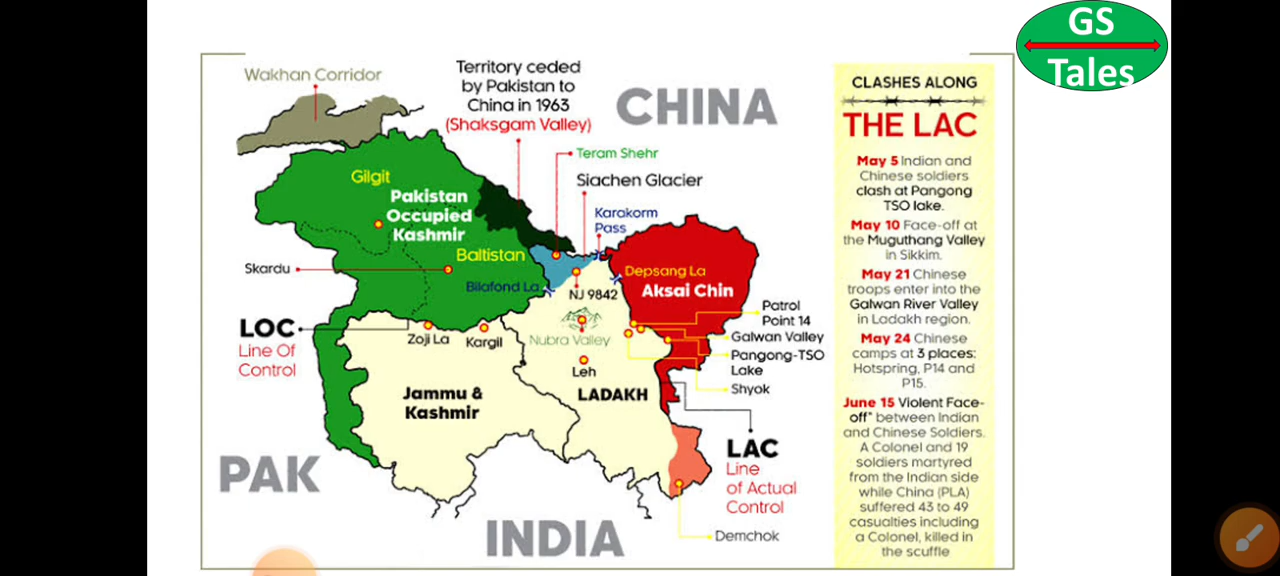 GS
Tales
Wakhan Corridor
Territory ceded
by Pakistan to
China in 1963
(Shaksgam Valley)
CHINA
Teram Shehr
Siachen Glacier
Karakorm
Pass
Gilgit
Pakistan
Occupied
Kashmir
Baltistan
Skardu
Bilafond La
NJ 9842
Depsang La
Aksai Chin
Patrol
Point 14
Galwan Valley
Pangong-TSO
Lake
Shyok
LOC
Line Of
Control
Zoji La
Kargil
Nubra Valley
Leh
Jammu &
Kashmir
LADAKH
LAC
Line
of Actual
Control
PAK
INDIA
Demchok
CLASHES ALONG
THE LAC
May 5 Indian and
Chinese soldiers
clash at Pangong
TSO lake.
May 10 Face-off at
the Muguthang Valley
in Sikkim.
May 21 Chinese
troops enter into the
Galwan River Valley
in Ladakh region.
May 24 Chinese
camps at 3 places:
Hotspring, P14 and
P15.
June 15 Violent Face-
off" between Indian
and Chinese Soldiers.
A Colonel and 19
soldiers martyred
from the Indian side
while China (PLA)
suffered 43 to 49
casualties including
a Colonel, killed in
the scuffle